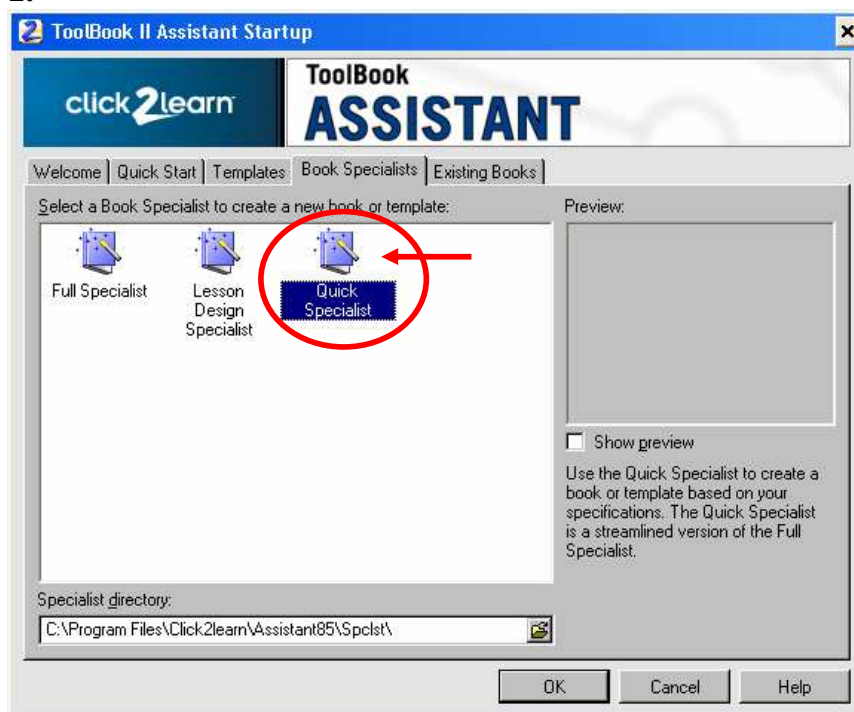 2.
ToolBook II Assistant Startup
click2learn
ToolBook
ASSISTANT
Welcome Quick Start Templates Book Specialists Existing Books
Select a Book Specialist to create a new book or template:
Preview:
Full Specialist
Lesson
Design
Specialist
Quick
Specialist
Show preview
Use the Quick Specialist to create a
book or template based on your
specifications. The Quick Specialist
is a streamlined version of the Full
Specialist.
Specialist directory:
C:\Program Files\Click2learn\Assistant85\Spclst\
OK Cancel Help